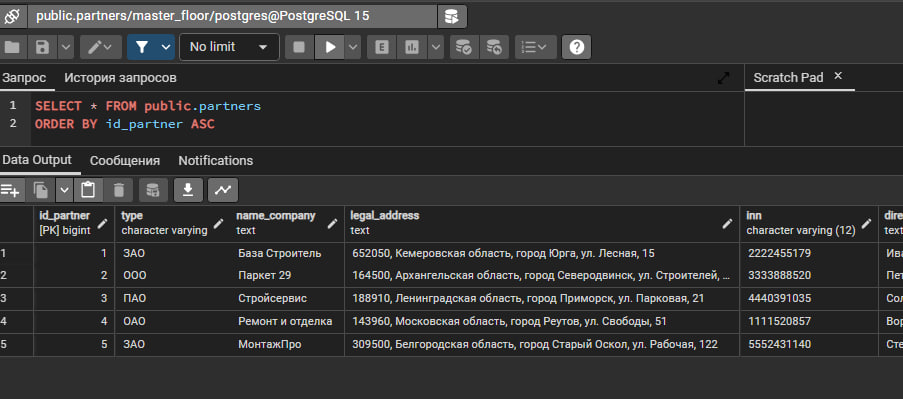 public.partners/master_floor/postgres@PostgreSQL 15
No limit
E
Запрос История запросов
Scratch Pad
1 SELECT * FROM public.partners
2 ORDER BY id_partner ASC
Data Output Сообщения Notifications
id_partner type name_company legal_address inn dire
[PK] bigint character varying text text character varying (12) text
1 1 ЗАО База Строитель 652050, Кемеровская область, город Юрга, ул. Лесная, 15 2222455179 Ива
2 2 ООО Паркет 29 164500, Архангельская область, город Северодвинск, ул. Строителей, ... 3333888520 Пет
3 3 ПАО Стройсервис 188910, Ленинградская область, город Приморск, ул. Парковая, 21 4440391035 Сол
4 4 ОАО Ремонт и отделка 143960, Московская область, город Реутов, ул. Свободы, 51 1111520857 Вор
5 5 ЗАО МонтажПро 309500, Белгородская область, город Старый Оскол, ул. Рабочая, 122 5552431140 Сте